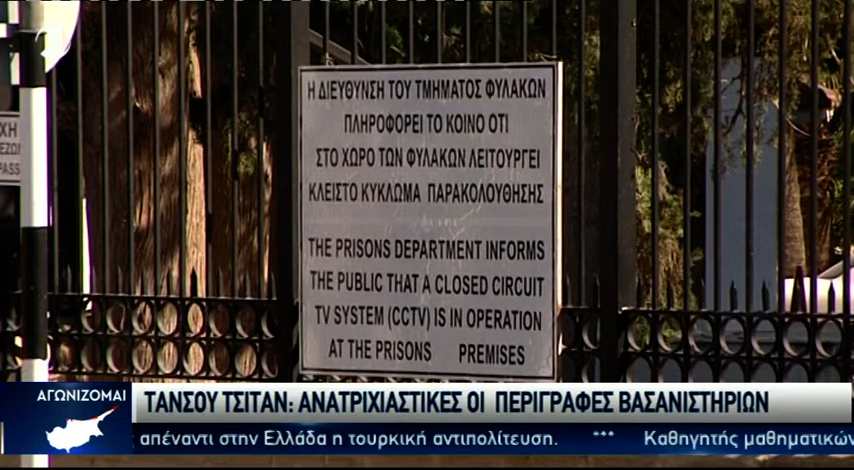 Η ΔΙΕΥΘΥΝΣΗ ΤΟΥ ΤΜΗΜΑΤΟΣ ΦΥΛΑΚΩΝ
ΠΛΗΡΟΦΟΡΕΙ ΤΟ ΚΟΙΝΟ ΟΤΙ
ΣΤΟ ΧΩΡΟ ΤΩΝ ΦΥΛΑΚΩΝ ΛΕΙΤΟΥΡΓΕΙ
ΚΛΕΙΣΤΟ ΚΥΚΛΩΜΑ ΠΑΡΑΚΟΛΟΥΘΗΣΗΣ
THE PRISONS DEPARTMENT INFORMS
THE PUBLIC THAT A CLOSED CIRCUIT
TV SYSTEM (CCTV) IS IN OPERATION
AT THE PRISONS PREMISES
ΑΓΩΝΙΖΟΜΑΙ
ΤΑΝΣΟΥ ΤΣΙΤΑΝ: ΑΝΑΤΡΙΧΙΑΣΤΙΚΕΣ ΟΙ ΠΕΡΙΓΡΑΦΕΣ ΒΑΣΑΝΙΣΤΗΡΙΩΝ
απέναντι στην Ελλάδα η τουρκική αντιπολίτευση. *** Καθηγητής μαθηματικών